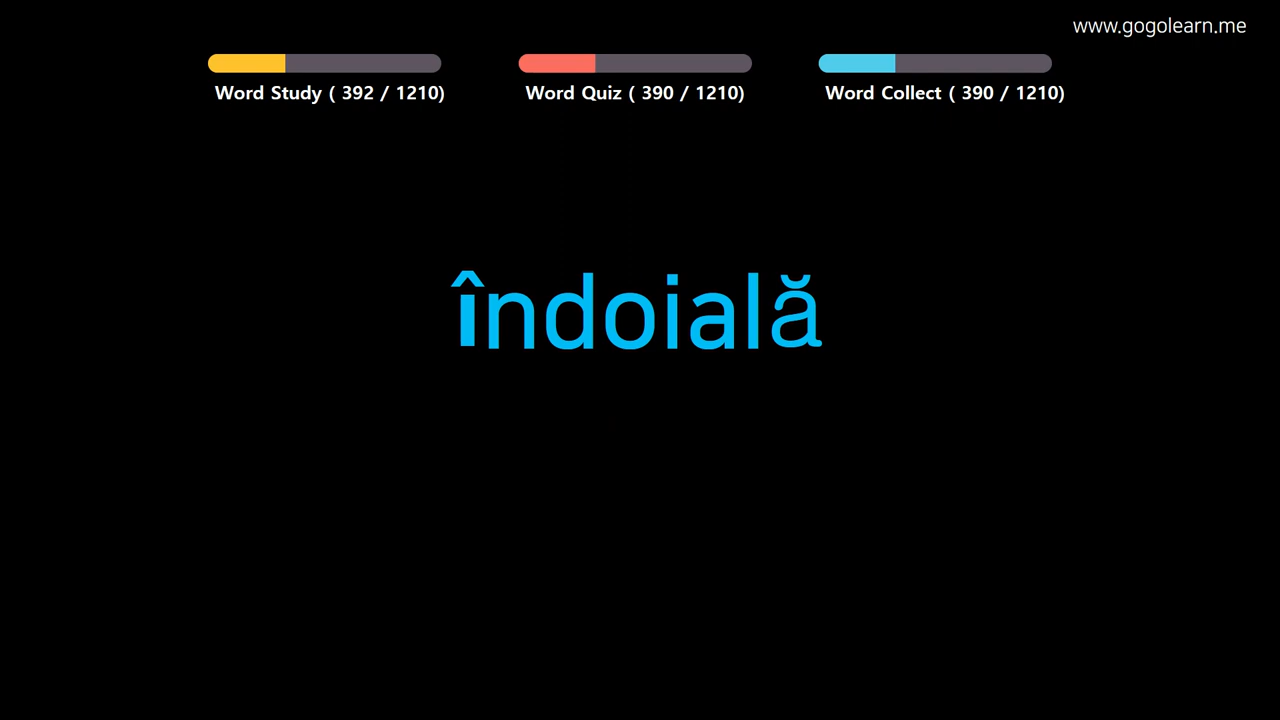 www.gogolearn.me
Word Study ( 392 / 1210)
Word Quiz ( 390 / 1210)
Word Collect ( 390 / 1210)
îndoială